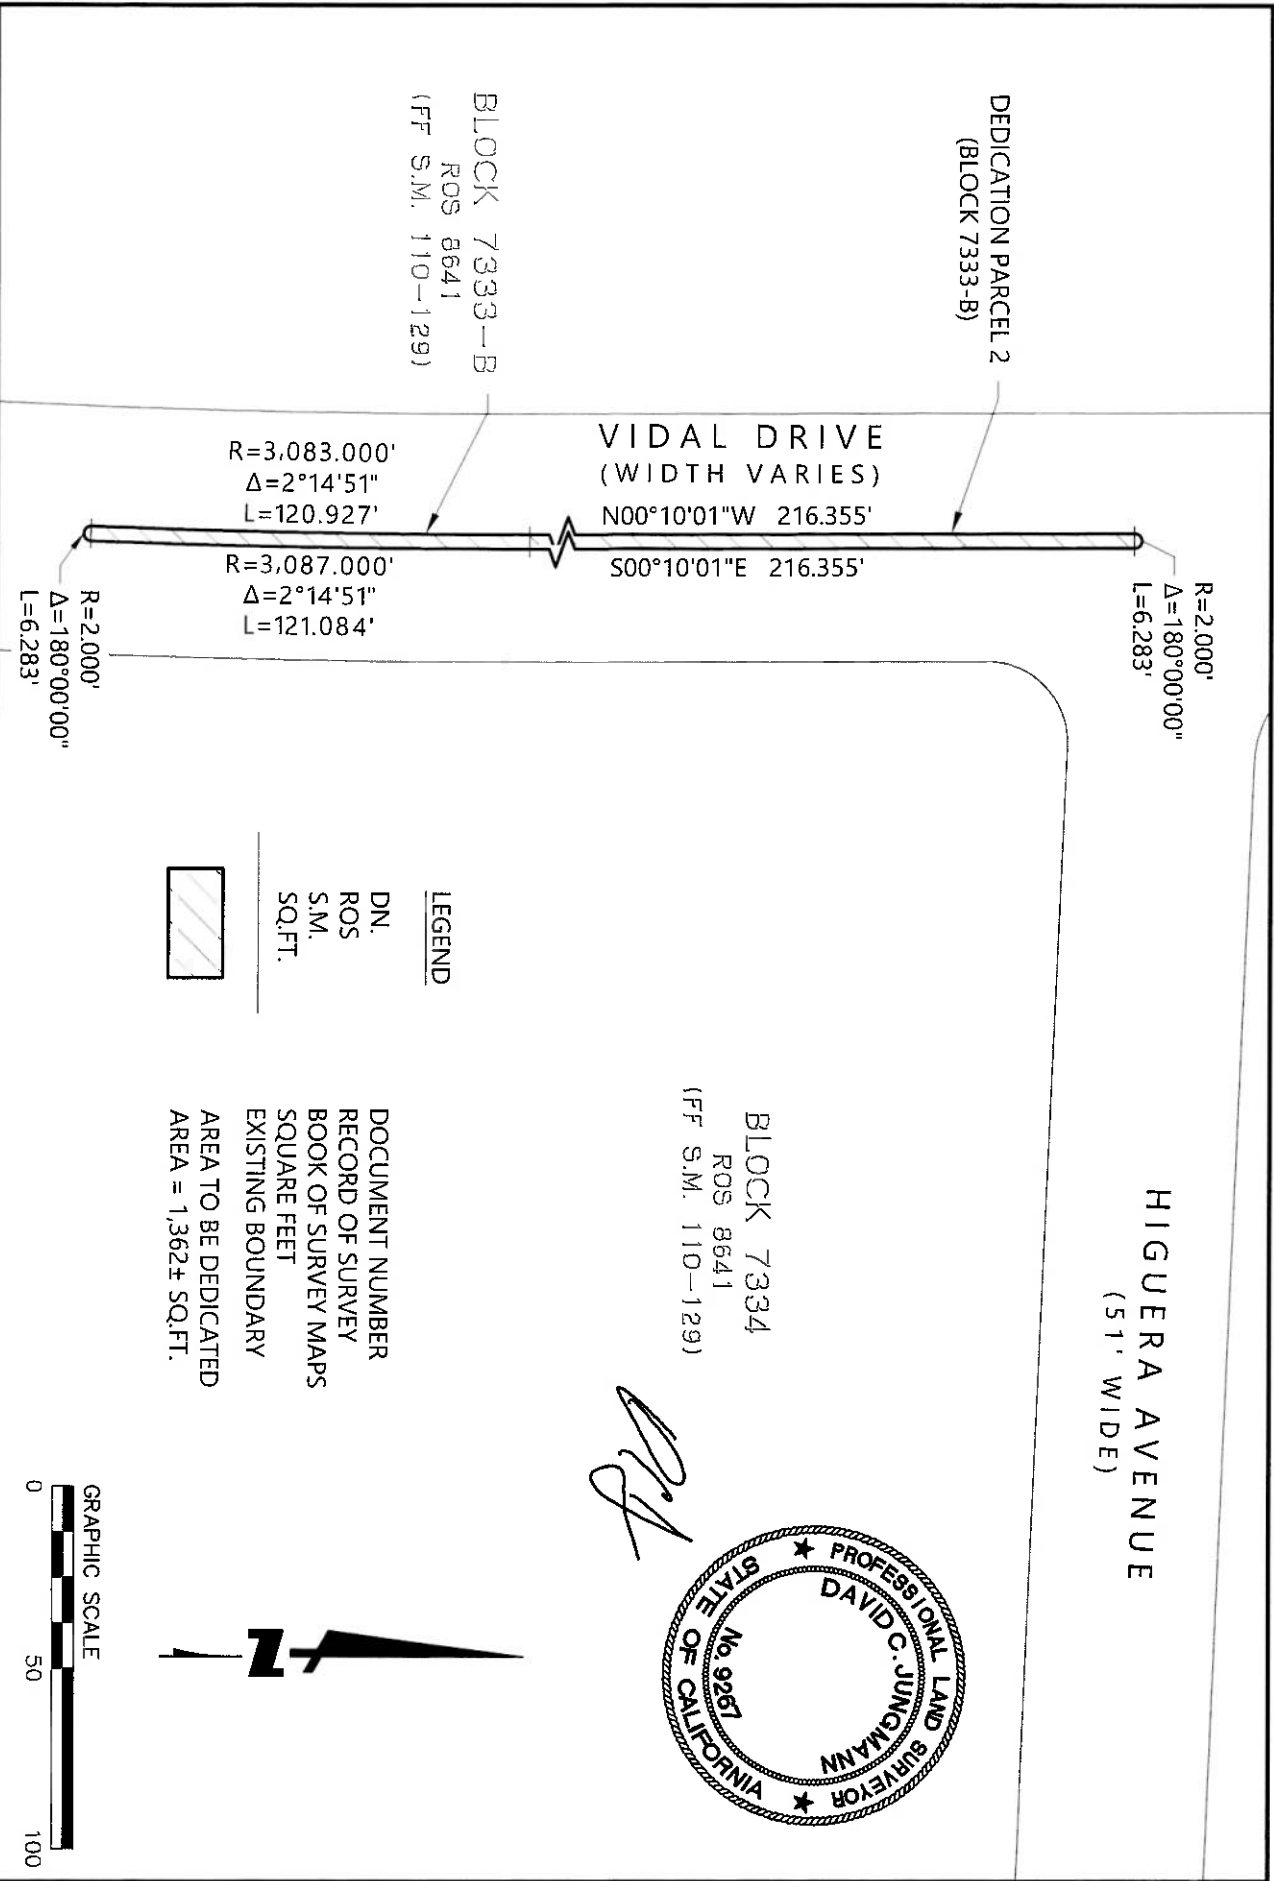 DEDICATION PARCEL 2
(BLOCK 7333-B)
BLOCK 7333-B
ROS 8641
(FF S.M. 110-129)
VIDAL DRIVE
(WIDTH VARIES)
N00°10'01"W 216.355'
S00°10'01"E 216.355'
R=3,083.000'
Δ=2°14'51"
L=120.927'
R=3,087.000'
Δ=2°14'51"
L=121.084'
R=2.000'
Δ=180°00'00"
L=6.283'
R=2.000'
Δ=180°00'00"
L=6.283'
HIGUERA AVENUE
(51' WIDE)
BLOCK 7334
ROS 8641
(FF S.M. 110-129)
LEGEND
DN. DOCUMENT NUMBER
ROS RECORD OF SURVEY
S.M. BOOK OF SURVEY MAPS
SQ.FT. SQUARE FEET
EXISTING BOUNDARY
AREA TO BE DEDICATED
AREA = 1,362± SQ.FT.
PROFESSIONAL LAND SURVEYOR
DAVID C. JUNGMANN
No. 9267
STATE OF CALIFORNIA
N
GRAPHIC SCALE
0 50 100